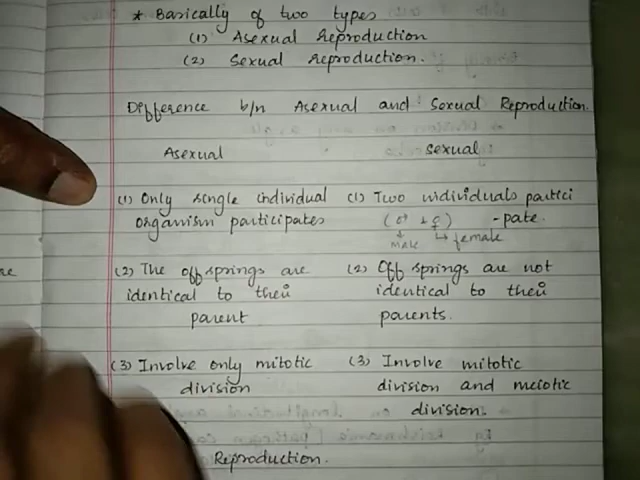 * Basically of two types
(1) Asexual Reproduction
(2) Sexual reproduction.
Difference b/n Asexual and Sexual Reproduction.
Asexual
Sexual
(1) Only single individual
organism participates
(1) Two individuals partici
(♂ & ♀) -pate.
male female
(2) The offsprings are
identical to their
parent
(2) Offsprings are not
identical to their
parents.
(3) Involve only mitotic
division
(3) Involve mitotic
division and meiotic
division.
Reproduction.